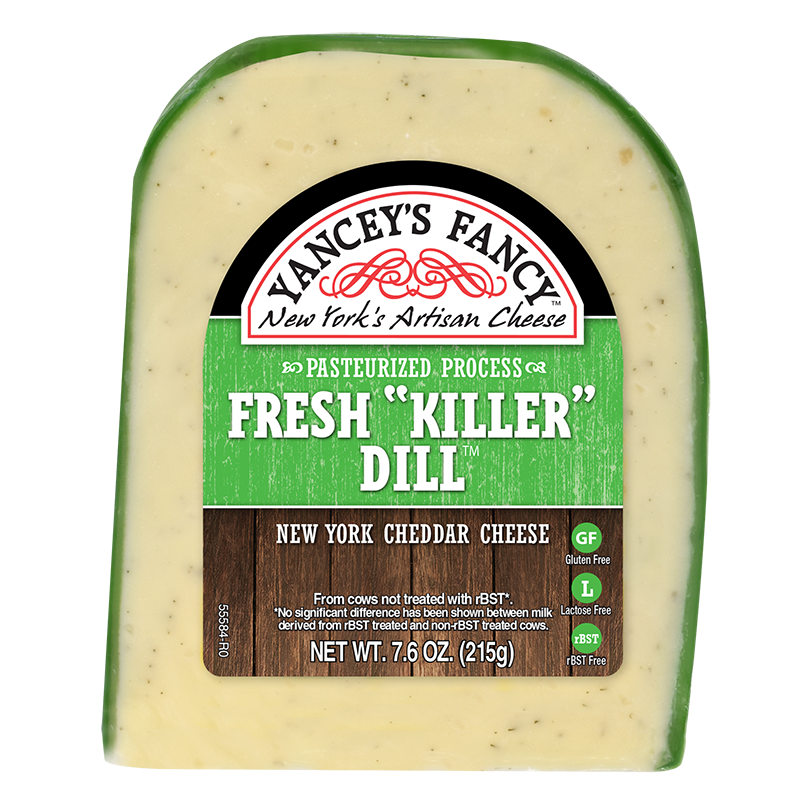 YANCEY'S FANCY™
New York's Artisan Cheese
PASTEURIZED PROCESS
FRESH “KILLER”
DILL™
NEW YORK CHEDDAR CHEESE
GF
Gluten Free
L
Lactose Free
rBST
rBST Free
From cows not treated with rBST*.
*No significant difference has been shown between milk
derived from rBST treated and non-rBST treated cows.
NET WT. 7.6 OZ. (215g)
55584-R0